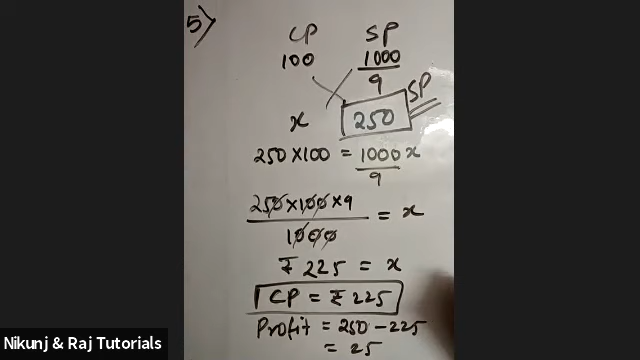 5)
CP SP
100 1000/9
x 250 SP
250 × 100 = 1000/9 x
250 × 100 × 9 / 1000 = x
₹ 225 = x
CP = ₹ 225
Profit = 250 - 225
= 25
Nikunj & Raj Tutorials